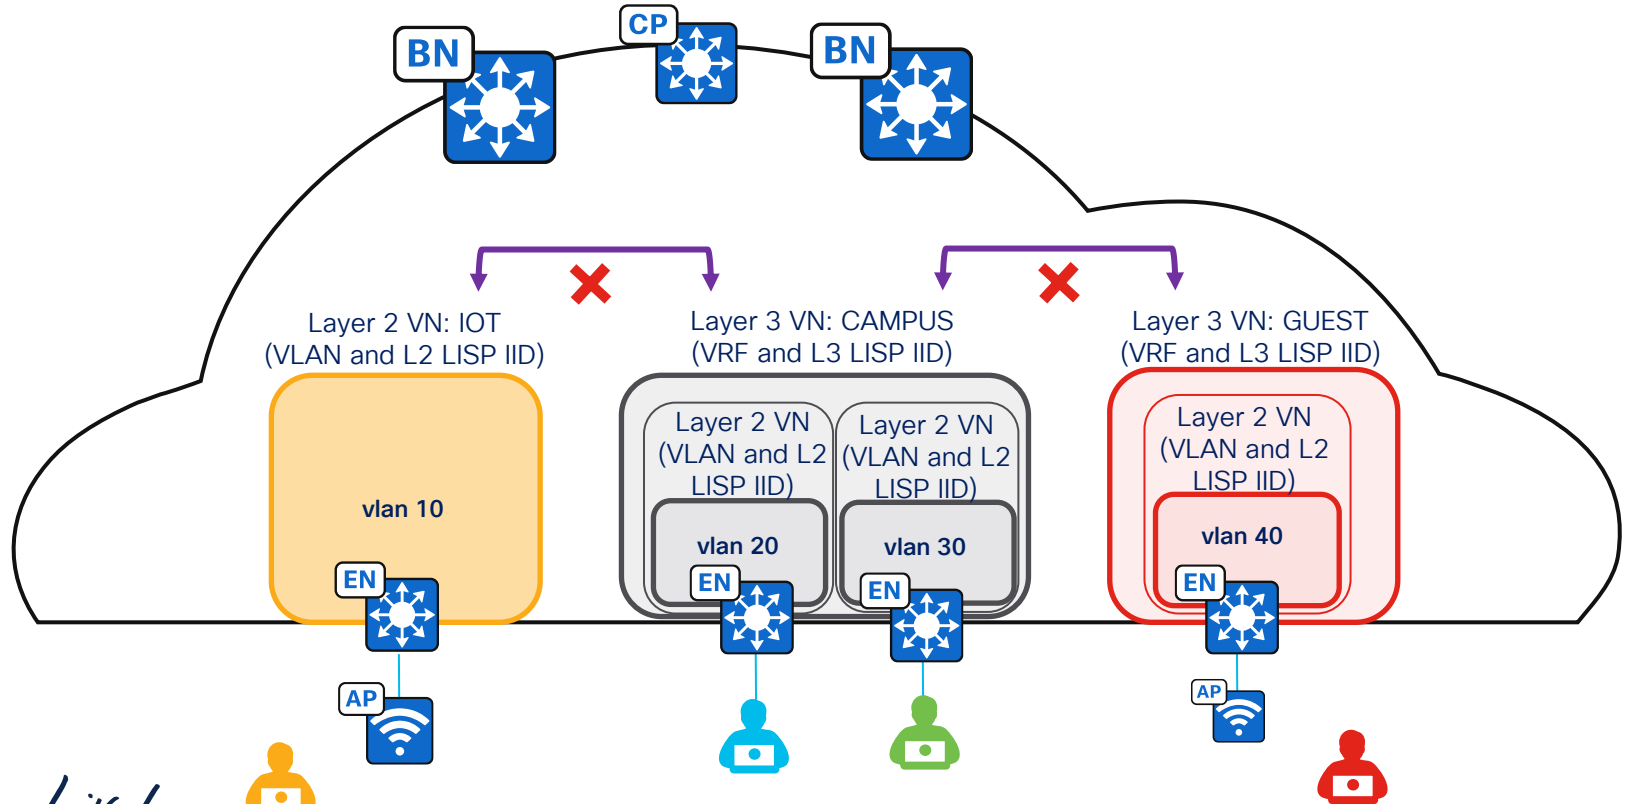 BN
CP
BN
Layer 2 VN: IOT
(VLAN and L2 LISP IID)
Layer 3 VN: CAMPUS
(VRF and L3 LISP IID)
Layer 3 VN: GUEST
(VRF and L3 LISP IID)
vlan 10
Layer 2 VN
(VLAN and L2
LISP IID)
vlan 20
Layer 2 VN
(VLAN and L2
LISP IID)
vlan 30
Layer 2 VN
(VLAN and L2
LISP IID)
vlan 40
EN
EN
EN
EN
AP
AP